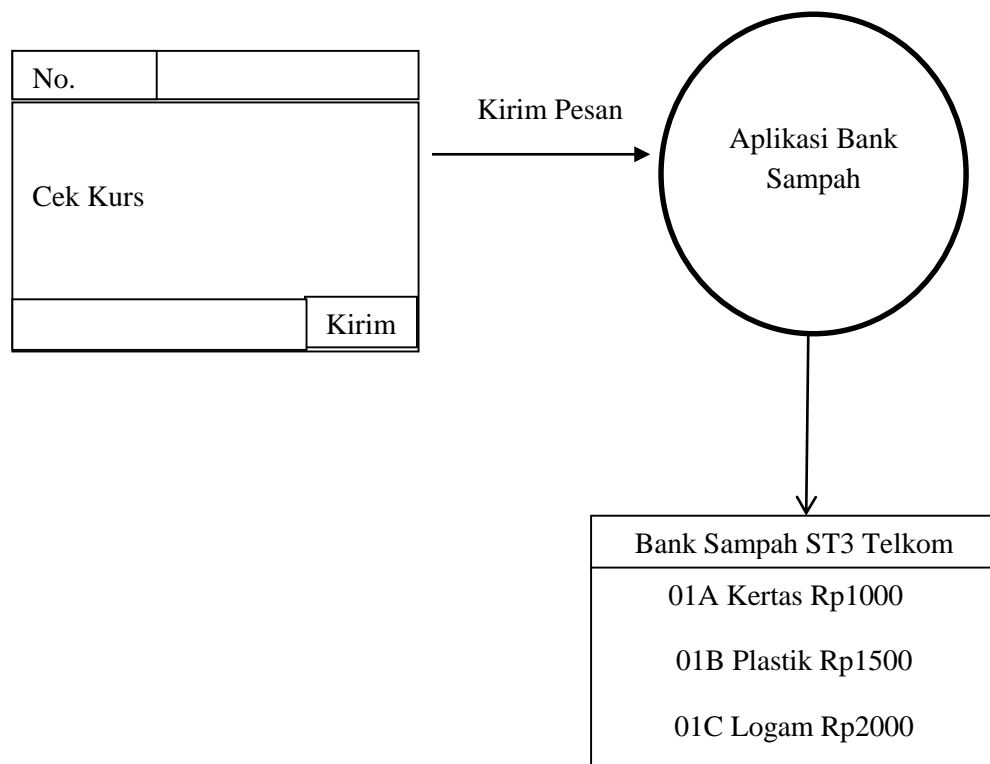 No.
Cek Kurs
Kirim
Kirim Pesan
Aplikasi Bank
Sampah
Bank Sampah ST3 Telkom
01A Kertas Rp1000
01B Plastik Rp1500
01C Logam Rp2000